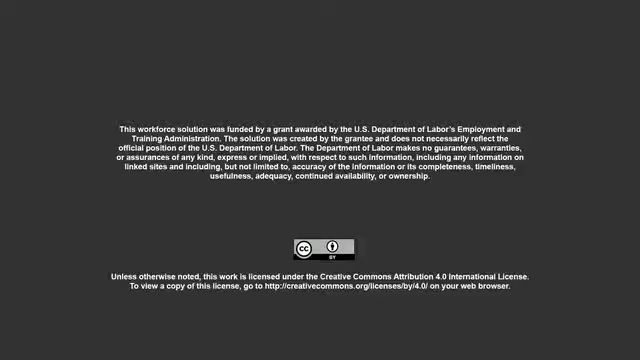 This workforce solution was funded by a grant awarded by the U.S. Department of Labor's Employment and
Training Administration. The solution was created by the grantee and does not necessarily reflect the
official position of the U.S. Department of Labor. The Department of Labor makes no guarantees, warranties,
or assurances of any kind, express or implied, with respect to such information, including any information on
linked sites and including, but not limited to, accuracy of the information or its completeness, timeliness,
usefulness, adequacy, continued availability, or ownership.
cc
BY
Unless otherwise noted, this work is licensed under the Creative Commons Attribution 4.0 International License.
To view a copy of this license, go to http://creativecommons.org/licenses/by/4.0/ on your web browser.